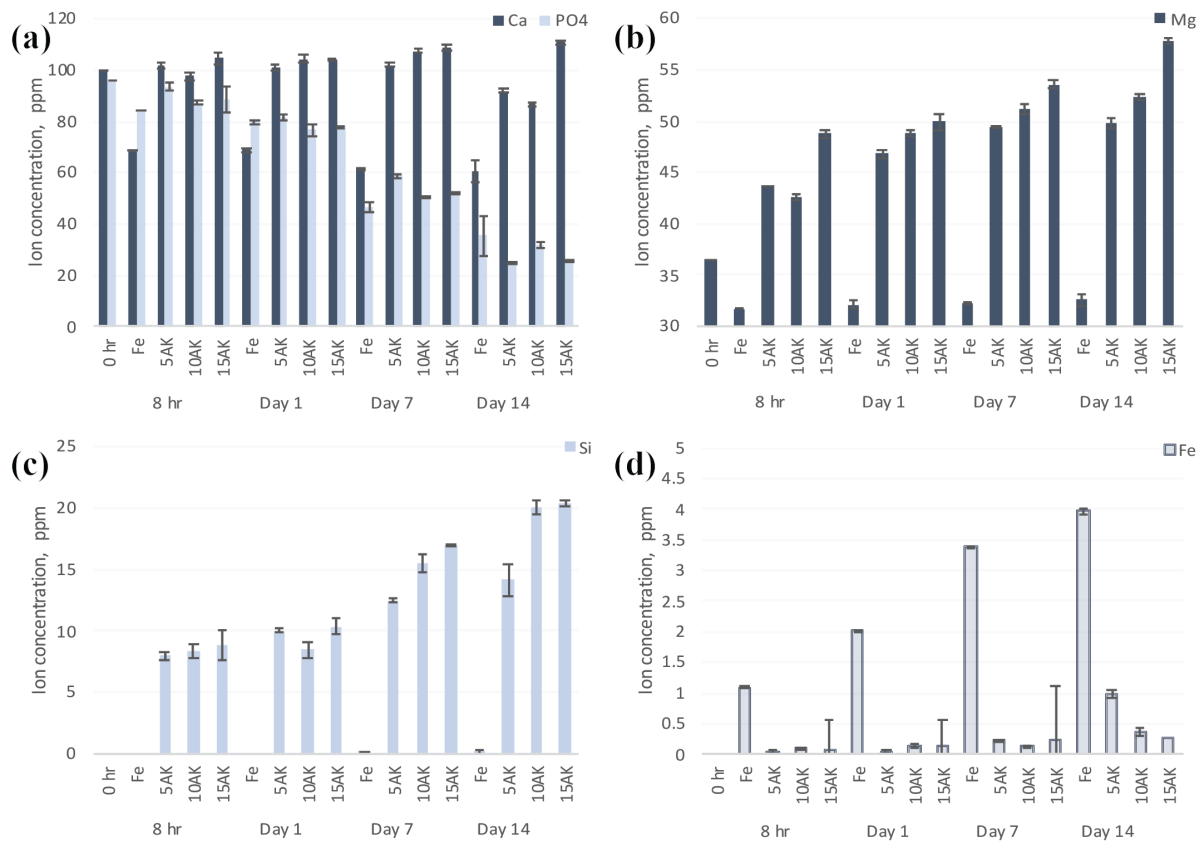 (a)
Ca PO4
Ion concentration, ppm
120
100
80
60
40
20
0
0 hr Fe 5AK 10AK 15AK Fe 5AK 10AK 15AK Fe 5AK 10AK 15AK Fe 5AK 10AK 15AK
8 hr Day 1 Day 7 Day 14
(b)
Mg
Ion concentration, ppm
60
55
50
45
40
35
30
0 hr Fe 5AK 10AK 15AK Fe 5AK 10AK 15AK Fe 5AK 10AK 15AK Fe 5AK 10AK 15AK
8 hr Day 1 Day 7 Day 14
(c)
Si
Ion concentration, ppm
25
20
15
10
5
0
0 hr Fe 5AK 10AK 15AK Fe 5AK 10AK 15AK Fe 5AK 10AK 15AK Fe 5AK 10AK 15AK
8 hr Day 1 Day 7 Day 14
(d)
Fe
Ion concentration, ppm
5
4.5
4
3.5
3
2.5
2
1.5
1
0.5
0
0 hr Fe 5AK 10AK 15AK Fe 5AK 10AK 15AK Fe 5AK 10AK 15AK Fe 5AK 10AK 15AK
8 hr Day 1 Day 7 Day 14